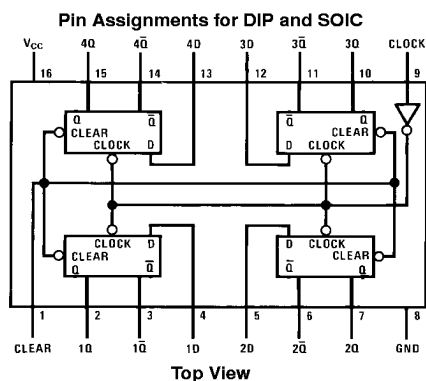 Pin Assignments for DIP and SOIC
VCC 4Q 4Q̅ 4D 3D 3Q̅ 3Q CLOCK
16 15 14 13 12 11 10 9
Q Q̅ Q̅ Q
CLEAR CLEAR
CLOCK D D CLOCK
CLOCK D D CLOCK
CLEAR CLEAR
Q Q̅ Q̅ Q
1 2 3 4 5 6 7 8
CLEAR 1Q 1Q̅ 1D 2D 2Q̅ 2Q GND
Top View